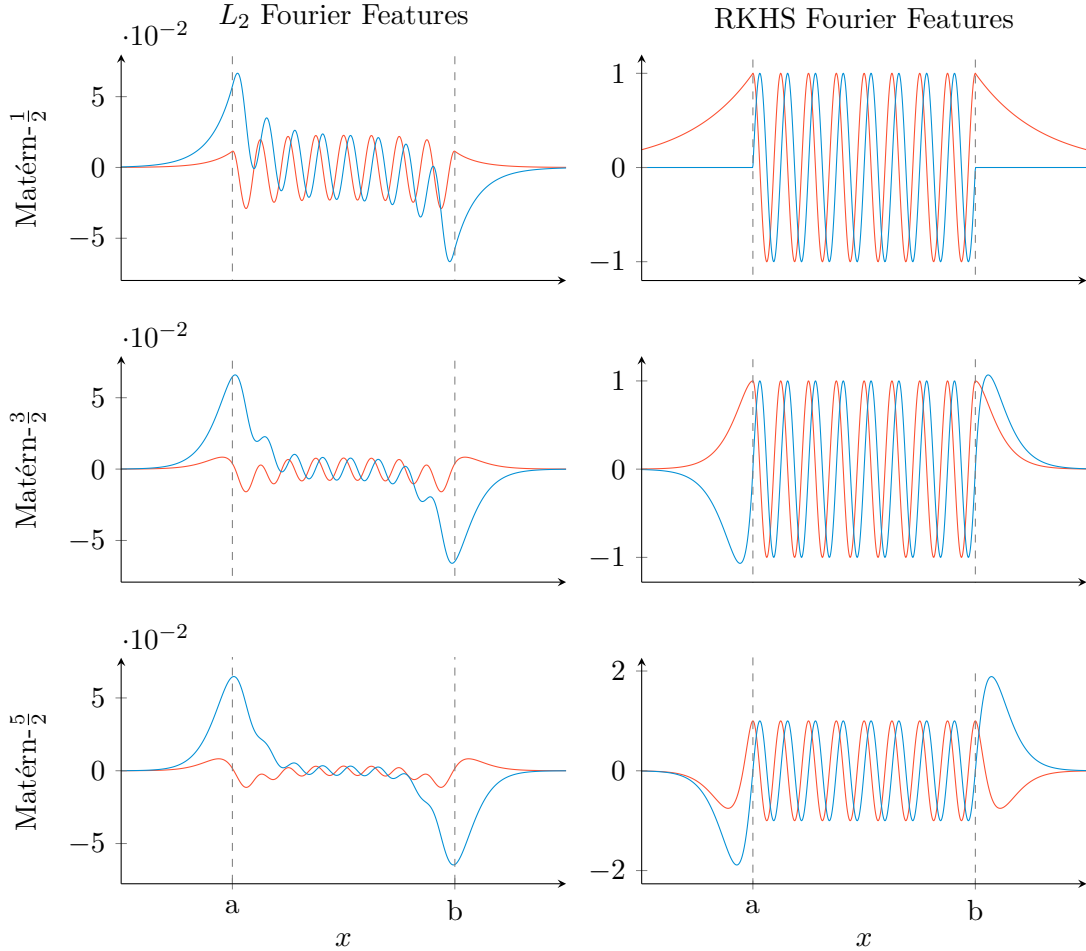 L₂ Fourier Features
RKHS Fourier Features
·10⁻²
5
0
−5
Matérn-1/2
1
0
−1
·10⁻²
5
0
−5
Matérn-3/2
1
0
−1
·10⁻²
5
0
−5
Matérn-5/2
a
b
x
2
0
−2
a
b
x